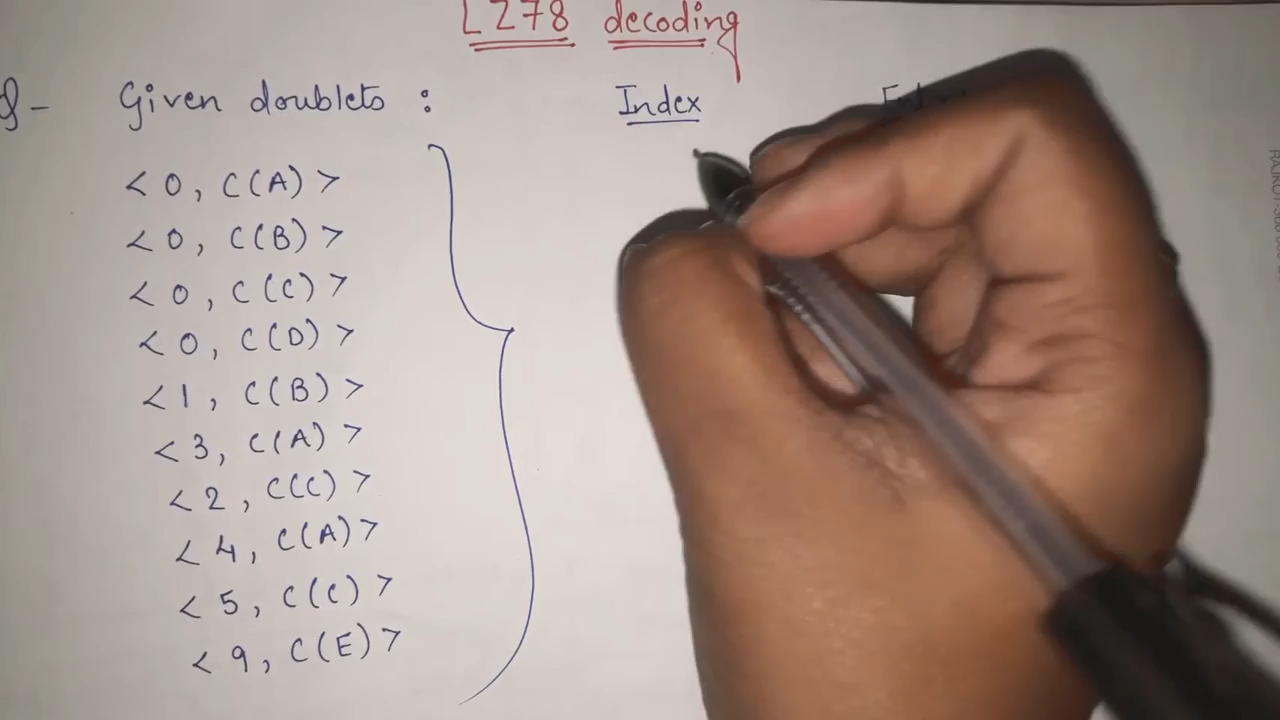 LZ78 decoding
Q- Given doublets : Index
< 0, C(A) >
< 0, C(B) >
< 0, C(C) >
< 0, C(D) >
< 1, C(B) >
< 3, C(A) >
< 2, C(C) >
< 4, C(A) >
< 5, C(C) >
< 9, C(E) >